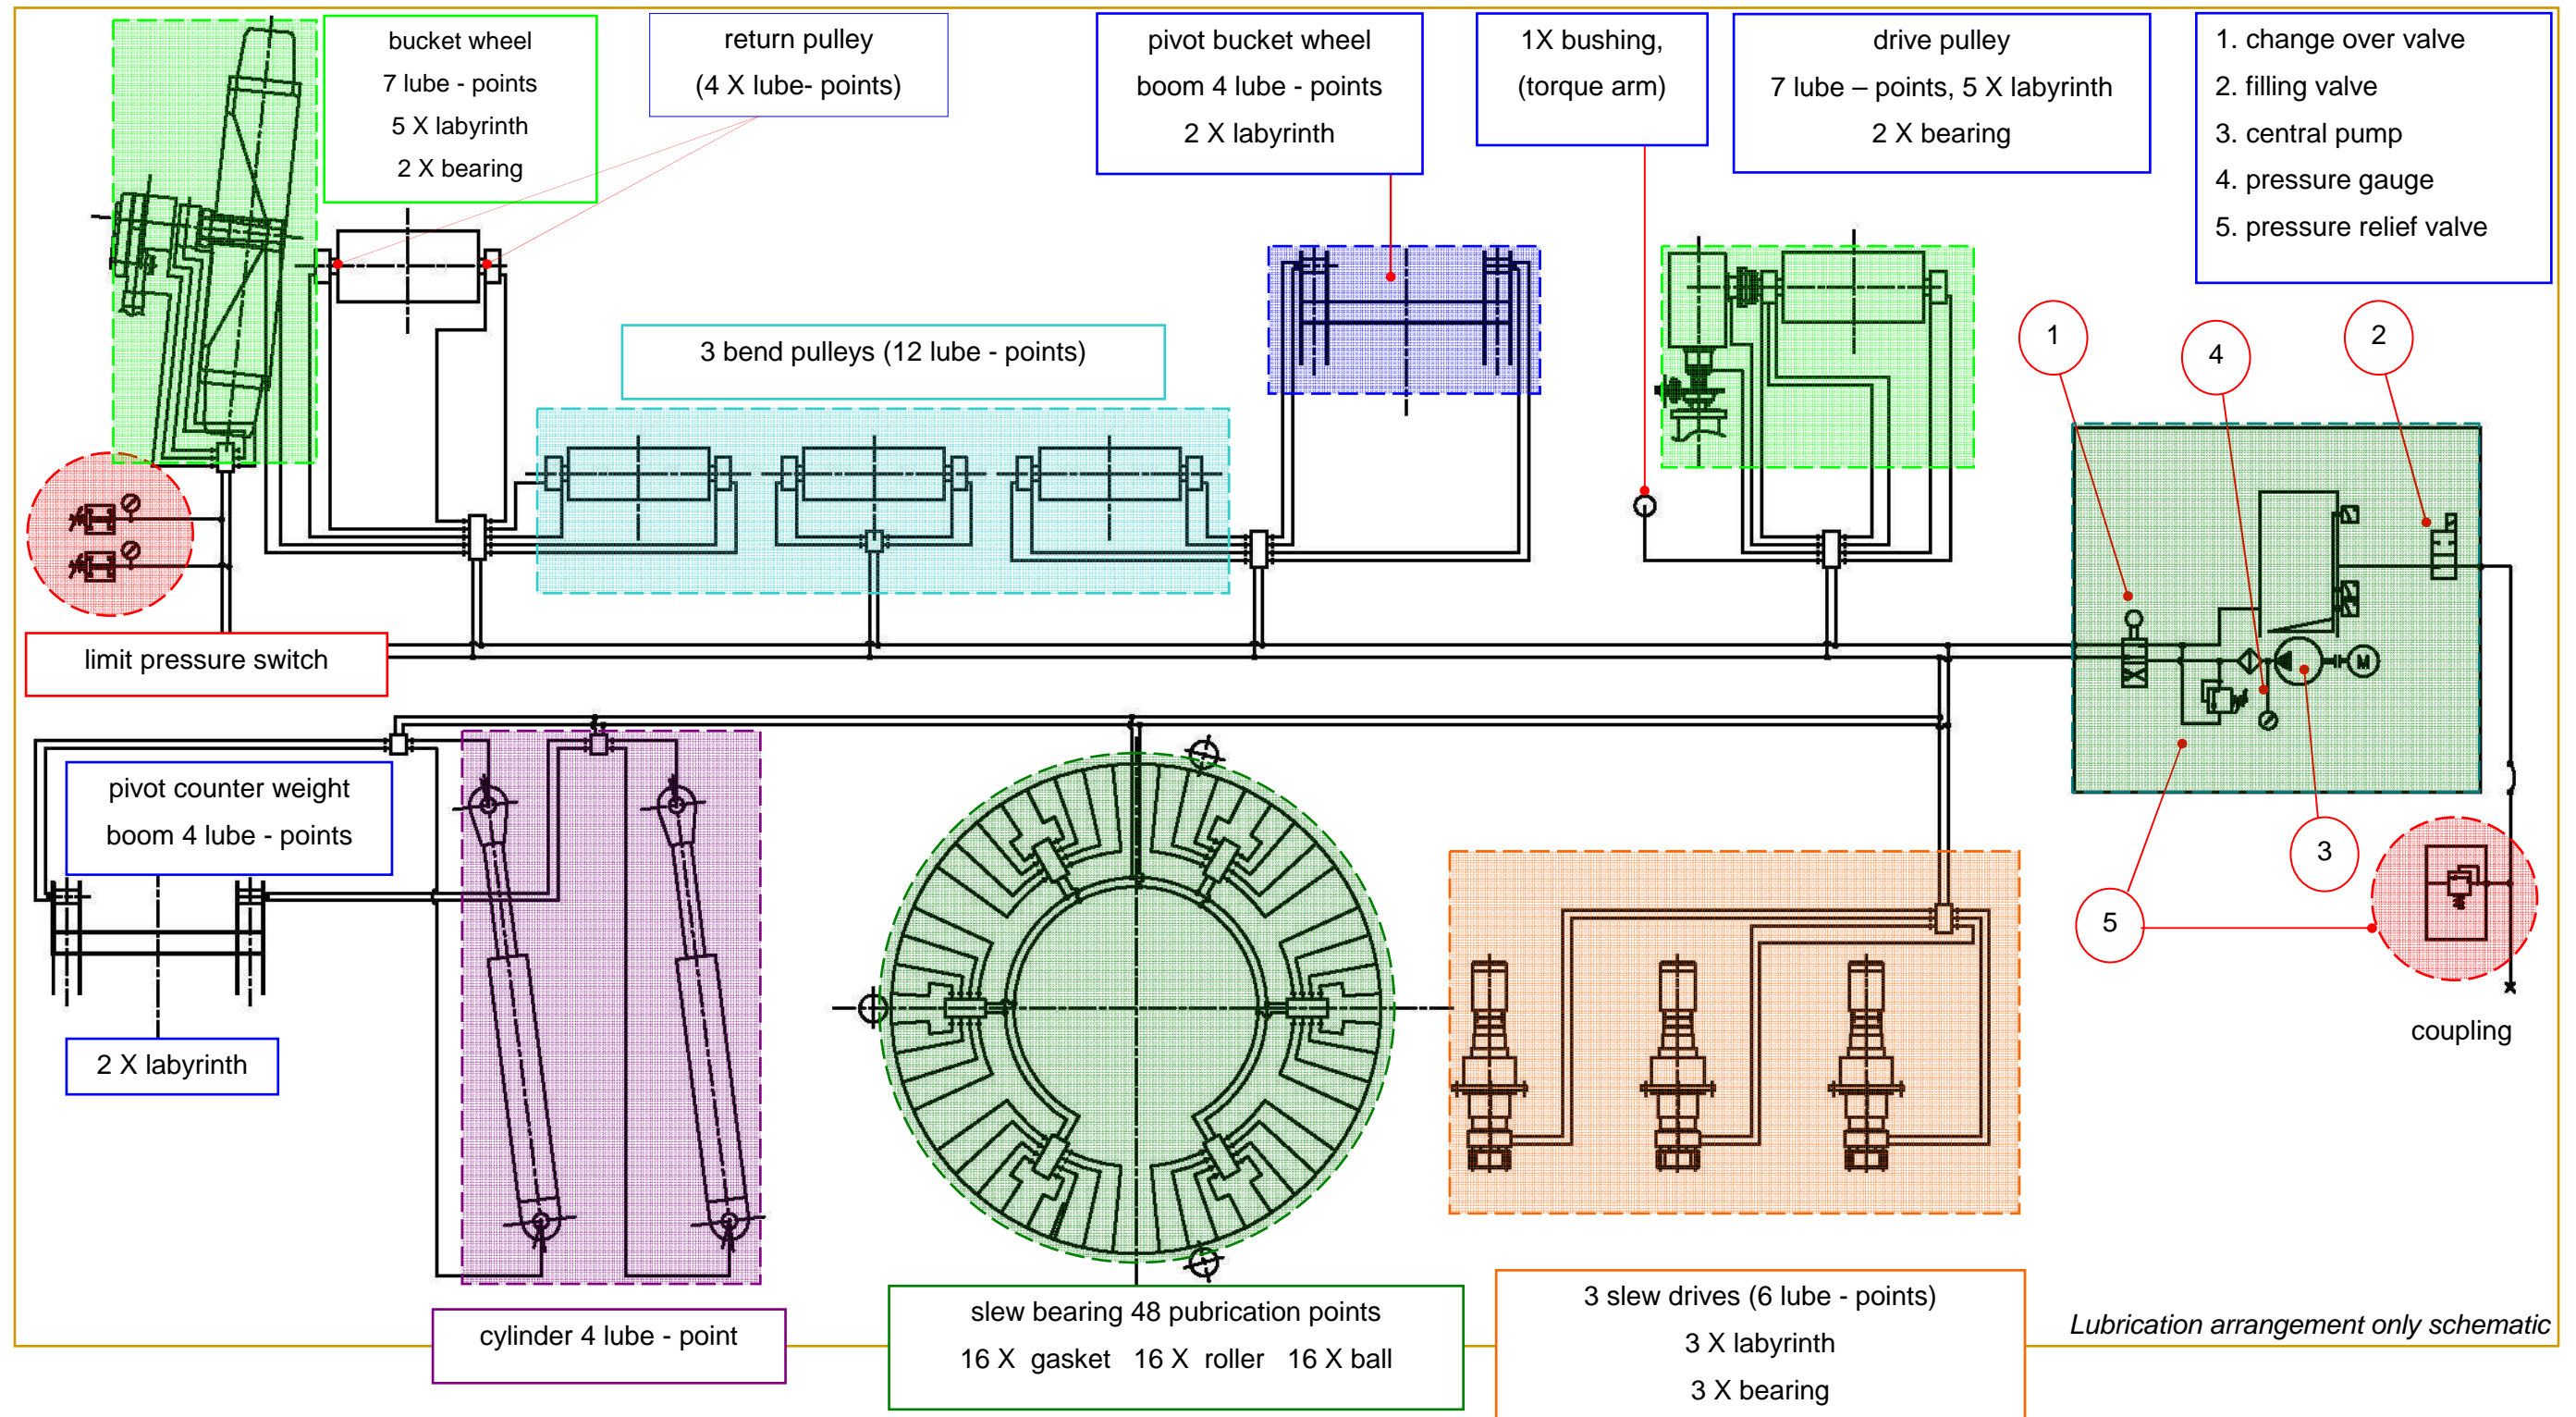 bucket wheel
7 lube - points
5 X labyrinth
2 X bearing
return pulley
(4 X lube- points)
pivot bucket wheel
boom 4 lube - points
2 X labyrinth
1X bushing,
(torque arm)
drive pulley
7 lube – points, 5 X labyrinth
2 X bearing
1. change over valve
2. filling valve
3. central pump
4. pressure gauge
5. pressure relief valve
3 bend pulleys (12 lube - points)
1
4
2
limit pressure switch
M
pivot counter weight
boom 4 lube - points
3
5
2 X labyrinth
coupling
cylinder 4 lube - point
slew bearing 48 pubrication points
16 X gasket 16 X roller 16 X ball
3 slew drives (6 lube - points)
3 X labyrinth
3 X bearing
Lubrication arrangement only schematic